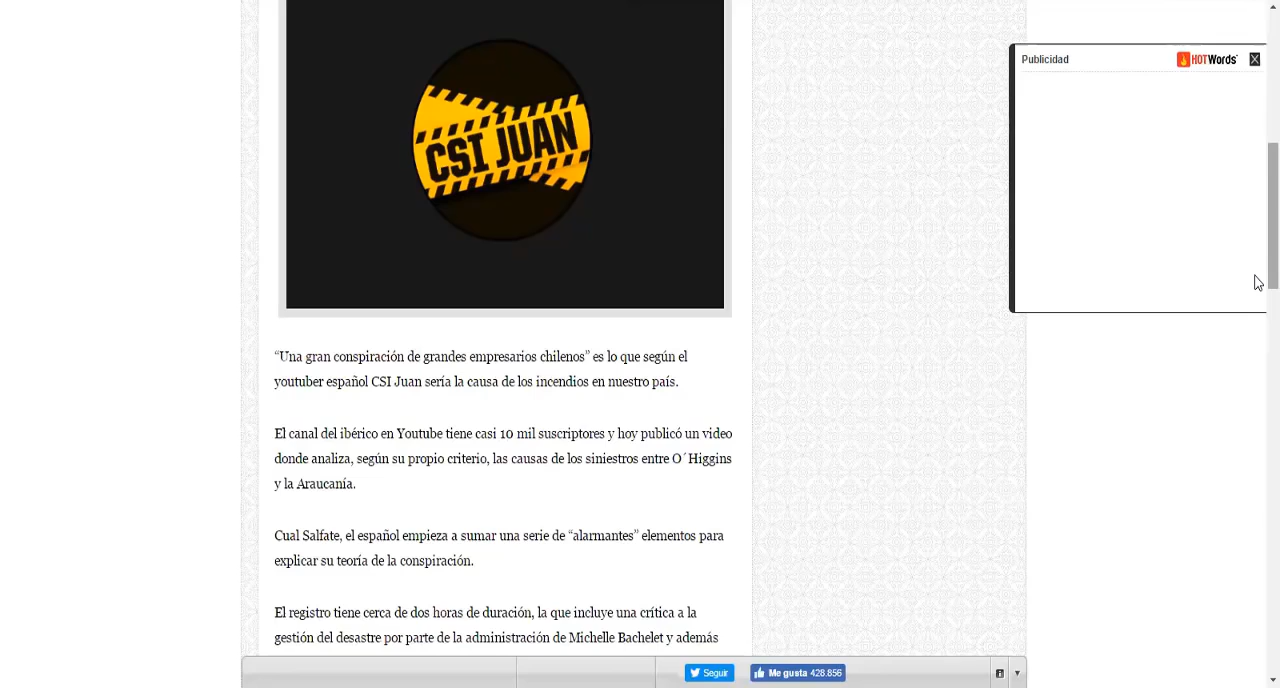 CSI JUAN
Publicidad
HOTWords
“Una gran conspiración de grandes empresarios chilenos” es lo que según el
youtuber español CSI Juan sería la causa de los incendios en nuestro país.
El canal del ibérico en Youtube tiene casi 10 mil suscriptores y hoy publicó un video
donde analiza, según su propio criterio, las causas de los siniestros entre O´Higgins
y la Araucanía.
Cual Salfate, el español empieza a sumar una serie de “alarmantes” elementos para
explicar su teoría de la conspiración.
El registro tiene cerca de dos horas de duración, la que incluye una crítica a la
gestión del desastre por parte de la administración de Michelle Bachelet y además
Seguir
Me gusta 428.856